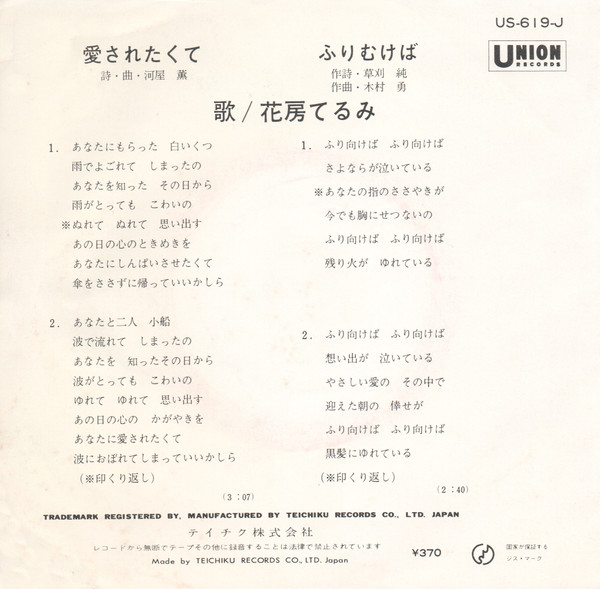 US-619-J
UNION
RECORDS
愛されたくて
詩・曲・河屋 薫
ふりむけば
作詩・草刈 純
作曲・木村 勇
歌/花房てるみ
1. あなたにもらった 白いくつ
雨でよごれて しまったの
あなたを知った その日から
雨がとっても こわいの
※ぬれて ぬれて 思い出す
あの日の心のときめきを
あなたにしんぱいさせたくて
傘をささずに帰っていいかしら
2. あなたと二人 小船
波で流れて しまったの
あなたを 知ったその日から
波がとっても こわいの
ゆれて ゆれて 思い出す
あの日の心の かがやきを
あなたに愛されたくて
波におぼれてしまっていいかしら
(※印くり返し)
(3:07)
1. ふり向けば ふり向けば
さよならが泣いている
※あなたの指のささやきが
今でも胸にせつないの
ふり向けば ふり向けば
残り火が ゆれている
2. ふり向けば ふり向けば
想い出が 泣いている
やさしい愛の その中で
迎えた朝の 倖せが
ふり向けば ふり向けば
黒髪にゆれている
(※印くり返し)
(2:40)
TRADEMARK REGISTERED BY, MANUFACTURED BY TEICHIKU RECORDS CO., LTD. JAPAN
テイチク株式会社
レコードから無断でテープその他に録音することは法律で禁止されています
Made by TEICHIKU RECORDS CO., LTD. Japan
¥370
国家が保証する
ジス・マーク